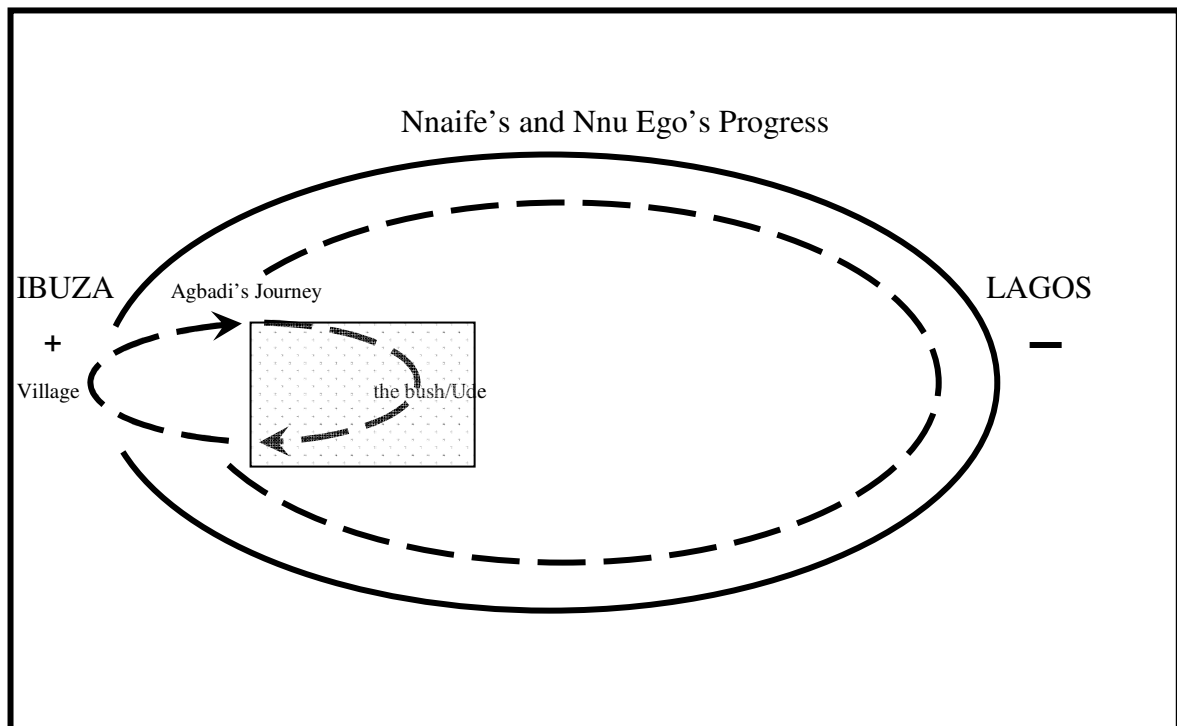 Nnaife’s and Nnu Ego’s Progress
IBUZA
Agbadi’s Journey
LAGOS
+
–
Village
the bush/Ude